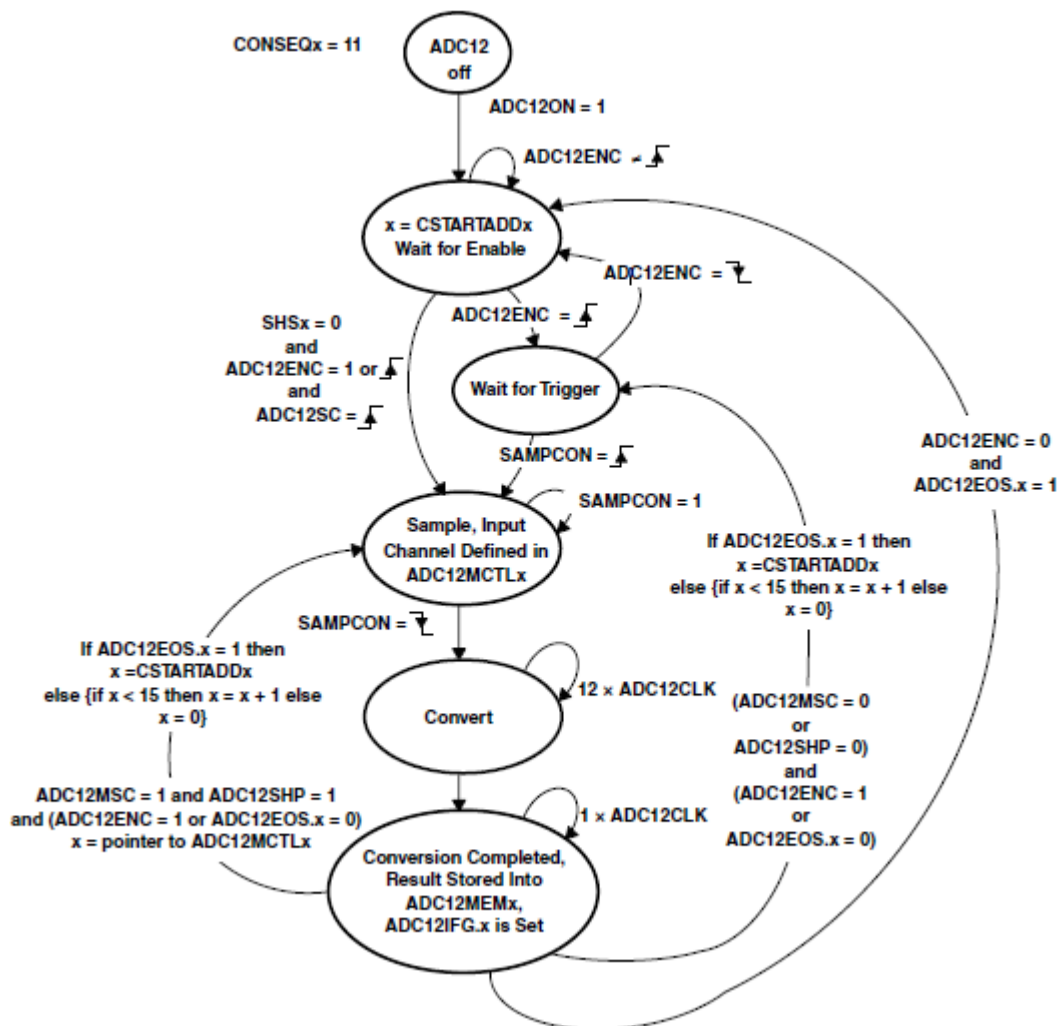 CONSEQx = 11
ADC12
off
ADC12ON = 1
ADC12ENC ≠
x = CSTARTADDx
Wait for Enable
ADC12ENC =
ADC12ENC =
SHSx = 0
and
ADC12ENC = 1 or
and
ADC12SC =
Wait for Trigger
SAMPCON =
SAMPCON = 1
Sample, Input
Channel Defined in
ADC12MCTLx
ADC12ENC = 0
and
ADC12EOS.x = 1
If ADC12EOS.x = 1 then
x =CSTARTADDx
else {if x < 15 then x = x + 1 else
x = 0}
SAMPCON =
If ADC12EOS.x = 1 then
x =CSTARTADDx
else {if x < 15 then x = x + 1 else
x = 0}
12 × ADC12CLK
Convert
(ADC12MSC = 0
or
ADC12SHP = 0)
and
(ADC12ENC = 1
or
ADC12EOS.x = 0)
ADC12MSC = 1 and ADC12SHP = 1
and (ADC12ENC = 1 or ADC12EOS.x = 0)
x = pointer to ADC12MCTLx
1 × ADC12CLK
Conversion Completed,
Result Stored Into
ADC12MEMx,
ADC12IFG.x is Set